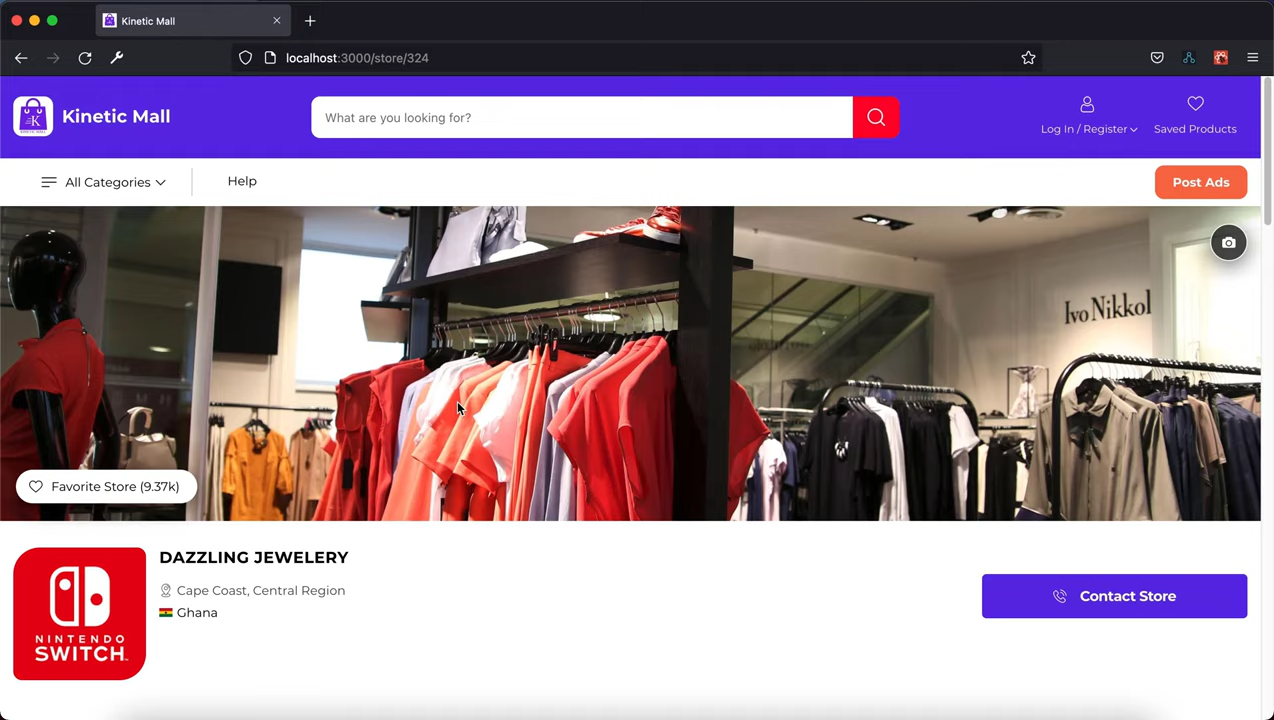 Kinetic Mall
localhost:3000/store/324
Kinetic Mall
What are you looking for?
Log In / Register
Saved Products
All Categories
Help
Post Ads
Ivo Nikkol
Favorite Store (9.37k)
DAZZLING JEWELERY
Cape Coast, Central Region
Ghana
Contact Store
NINTENDO
SWITCH